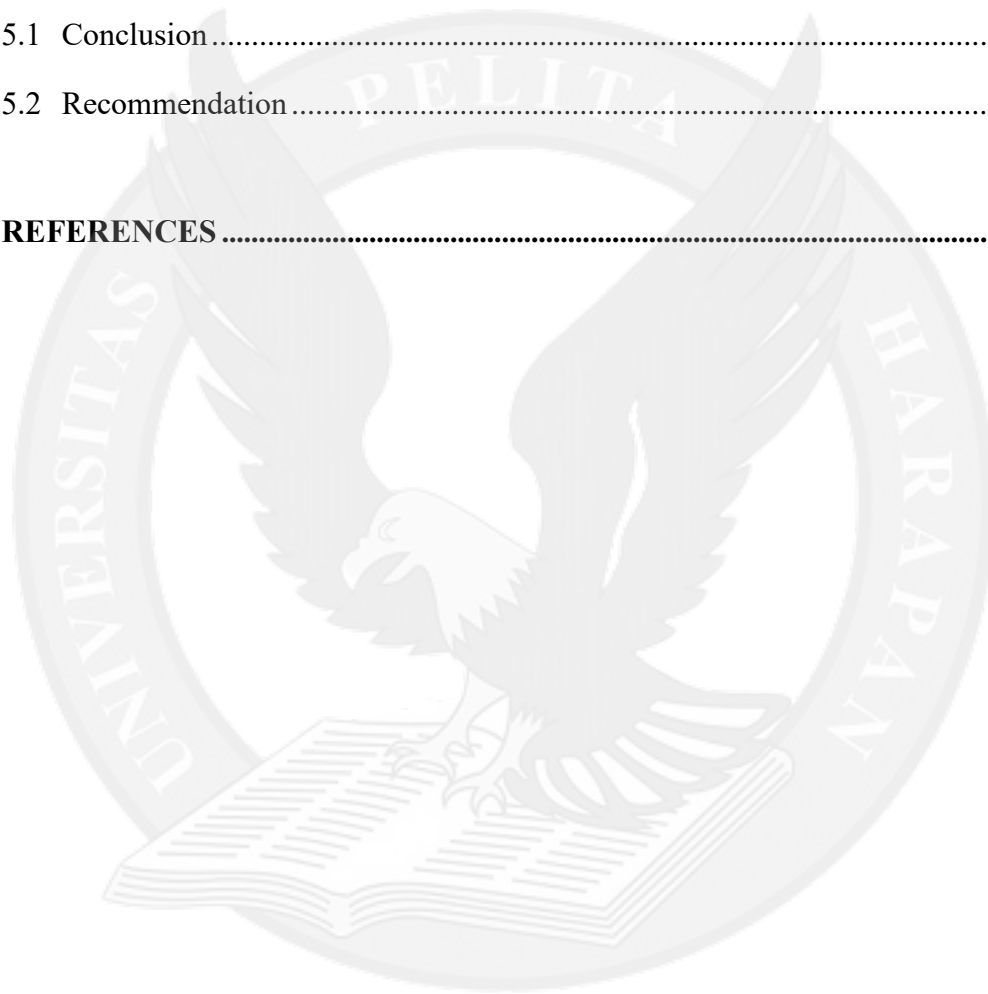 5.1 Conclusion........................................................................................
5.2 Recommendation...............................................................................
REFERENCES........................................................................................
UNIVERSITAS PELITA HARAPAN